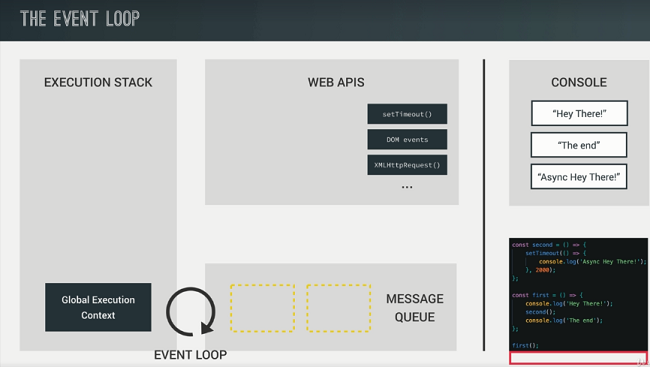 THE EVENT LOOP
EXECUTION STACK
Global Execution
Context
WEB APIS
setTimeout()
DOM events
XMLHttpRequest()
...
EVENT LOOP
MESSAGE
QUEUE
CONSOLE
“Hey There!”
“The end”
“Async Hey There!”
const second = () => {
setTimeout(() => {
console.log('Async Hey There!');
}, 2000);
};
const first = () => {
console.log('Hey There!');
second();
console.log('The end');
};
first();